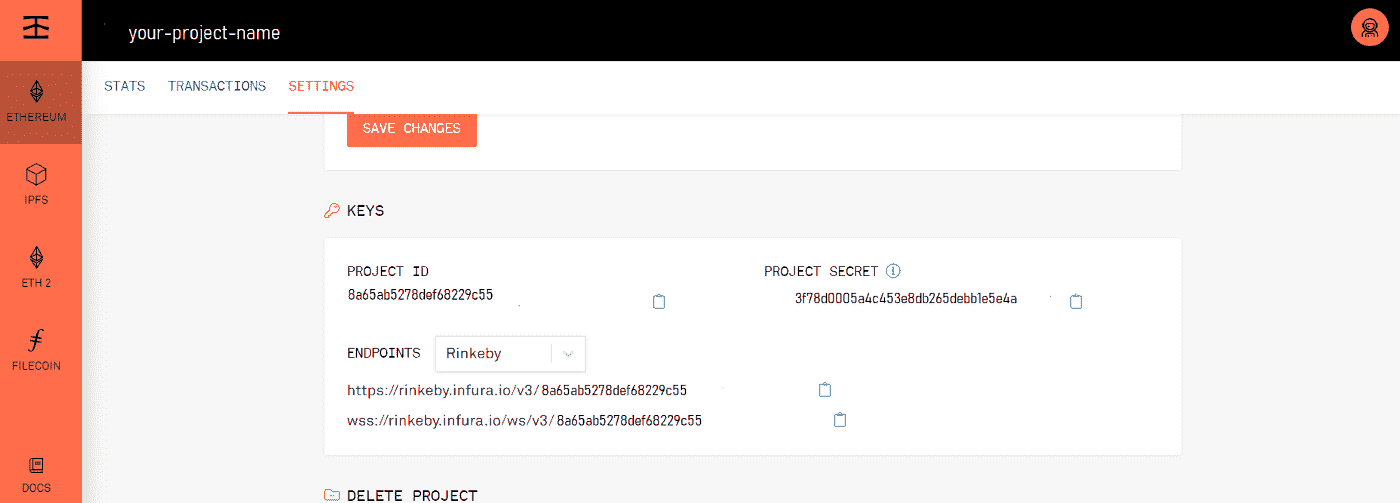 your-project-name
STATS TRANSACTIONS SETTINGS
ETHEREUM
IPFS
ETH 2
FILECOIN
DOCS
SAVE CHANGES
KEYS
PROJECT ID
8a65ab5278def68229c55
PROJECT SECRET
3f78d0005a4c453e8db265debb1e5e4a
ENDPOINTS Rinkeby
https://rinkeby.infura.io/v3/8a65ab5278def68229c55
wss://rinkeby.infura.io/ws/v3/8a65ab5278def68229c55
DELETE PROJECT